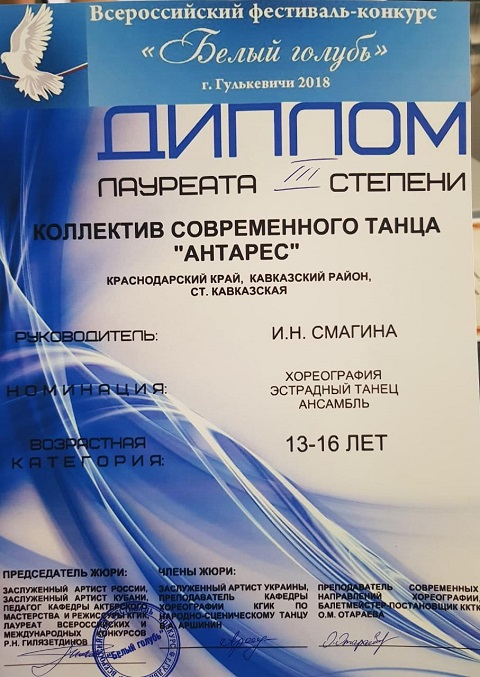 Всероссийский фестиваль-конкурс
«Белый голубь»
г. Гулькевичи 2018
ДИПЛОМ
ЛАУРЕАТА III СТЕПЕНИ
КОЛЛЕКТИВ СОВРЕМЕННОГО ТАНЦА
"АНТАРЕС"
КРАСНОДАРСКИЙ КРАЙ, КАВКАЗСКИЙ РАЙОН,
СТ. КАВКАЗСКАЯ
РУКОВОДИТЕЛЬ: И.Н. СМАГИНА
НОМИНАЦИЯ: ХОРЕОГРАФИЯ
ЭСТРАДНЫЙ ТАНЕЦ
АНСАМБЛЬ
ВОЗРАСТНАЯ
КАТЕГОРИЯ: 13-16 ЛЕТ
ПРЕДСЕДАТЕЛЬ ЖЮРИ:
ЗАСЛУЖЕННЫЙ АРТИСТ РОССИИ,
ЗАСЛУЖЕННЫЙ АРТИСТ КУБАНИ,
ПЕДАГОГ КАФЕДРЫ АКТЕРСКОГО
МАСТЕРСТВА И РЕЖИССУРЫ КГИК,
ЛАУРЕАТ ВСЕРОССИЙСКИХ И
МЕЖДУНАРОДНЫХ КОНКУРСОВ
Р.Н. ГИЛЯЗЕТДИНОВ
ЧЛЕНЫ ЖЮРИ:
ЗАСЛУЖЕННЫЙ АРТИСТ УКРАИНЫ,
ПРЕПОДАВАТЕЛЬ КАФЕДРЫ
ХОРЕОГРАФИИ КГИК ПО
НАРОДНО-СЦЕНИЧЕСКОМУ ТАНЦУ
В.А. АРШИНИН
ПРЕПОДАВАТЕЛЬ СОВРЕМЕННЫХ
НАПРАВЛЕНИЙ ХОРЕОГРАФИИ,
БАЛЕТМЕЙСТЕР-ПОСТАНОВЩИК ККТК
О.М. ОТАРАЕВА
"Белый голубь"